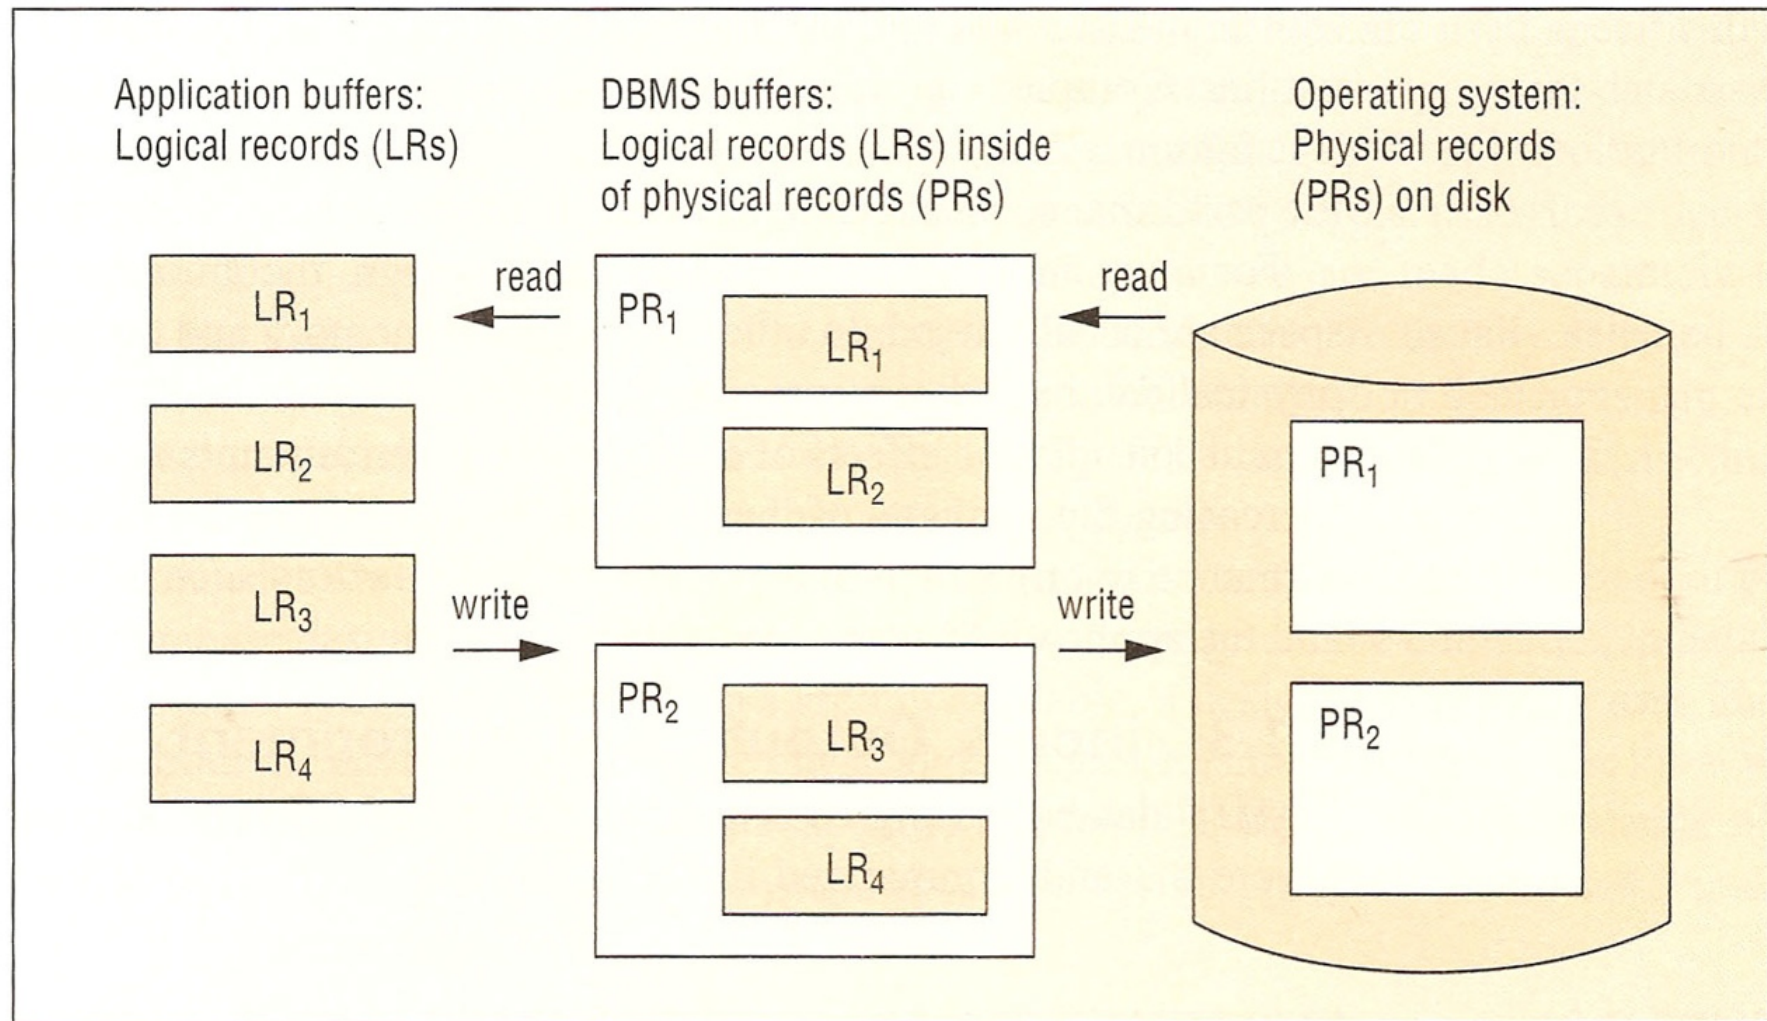 Application buffers:
Logical records (LRs)
DBMS buffers:
Logical records (LRs) inside
of physical records (PRs)
Operating system:
Physical records
(PRs) on disk
LR₁
LR₂
LR₃
LR₄
read
write
PR₁
LR₁
LR₂
PR₂
LR₃
LR₄
read
write
PR₁
PR₂